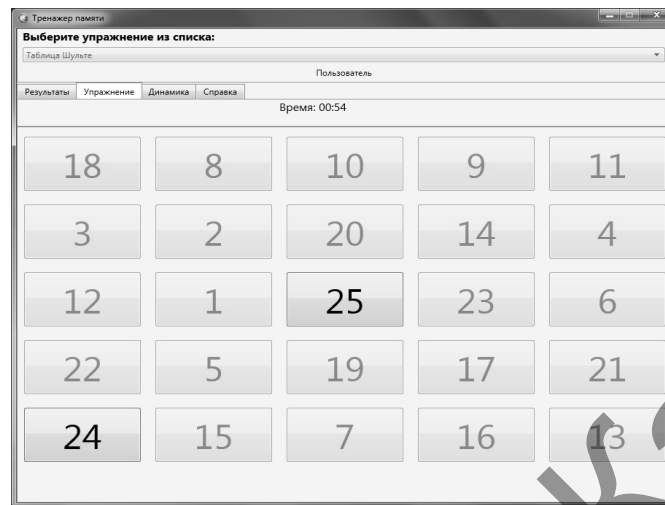 Тренажер памяти
Выберите упражнение из списка:
Таблица Шульте
Пользователь
Результаты Упражнение Динамика Справка
Время: 00:54
18 8 10 9 11
3 2 20 14 4
12 1 25 23 6
22 5 19 17 21
24 15 7 16 13